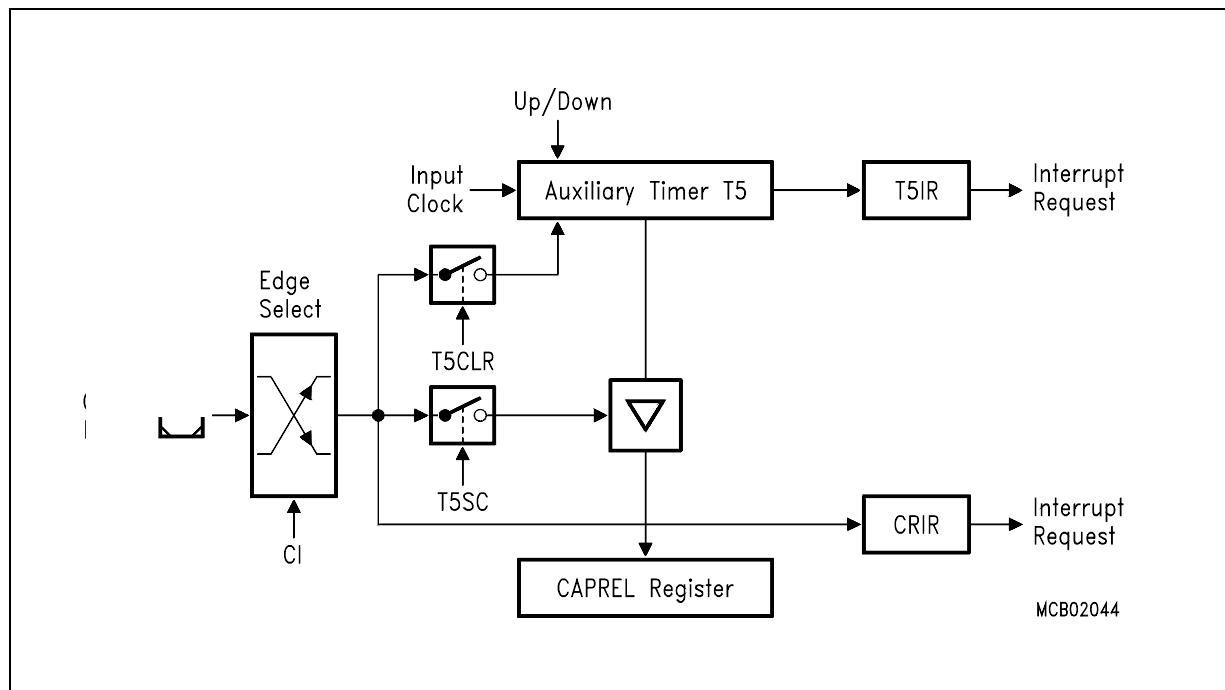 Up/Down
Input
Clock
Auxiliary Timer T5
T5IR
Interrupt
Request
Edge
Select
T5CLR
T5SC
CI
CRIR
Interrupt
Request
CAPREL Register
MCB02044